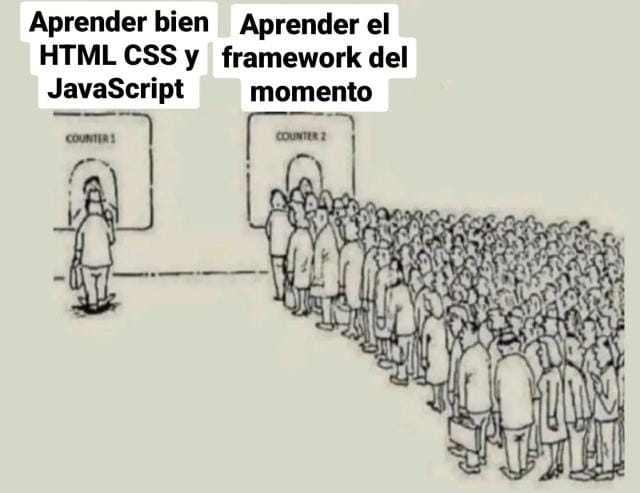 Aprender bien
HTML CSS y
JavaScript
Aprender el
framework del
momento
COUNTER 1
COUNTER 2